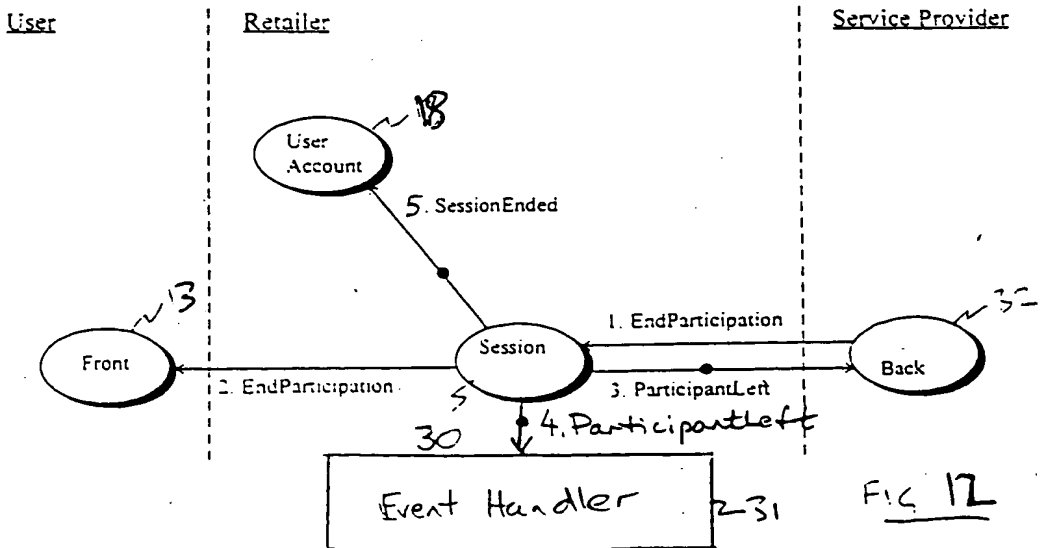 User
Retailer
Service Provider
18
User
Account
5. SessionEnded
13
32
1. EndParticipation
Front
Session
Back
2. EndParticipation
3. ParticipantLeft
30
4. ParticipantLeft
Event Handler
31
FIG 12